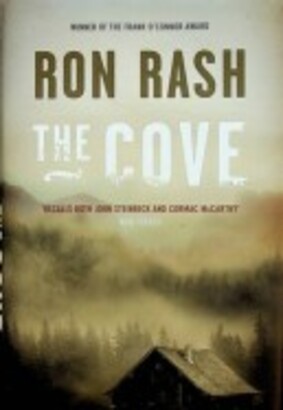 WINNER OF THE FRANK O'CONNOR AWARD
RON RASH
THE COVE
'RECALLS BOTH JOHN STEINBECK AND CORMAC McCARTHY'